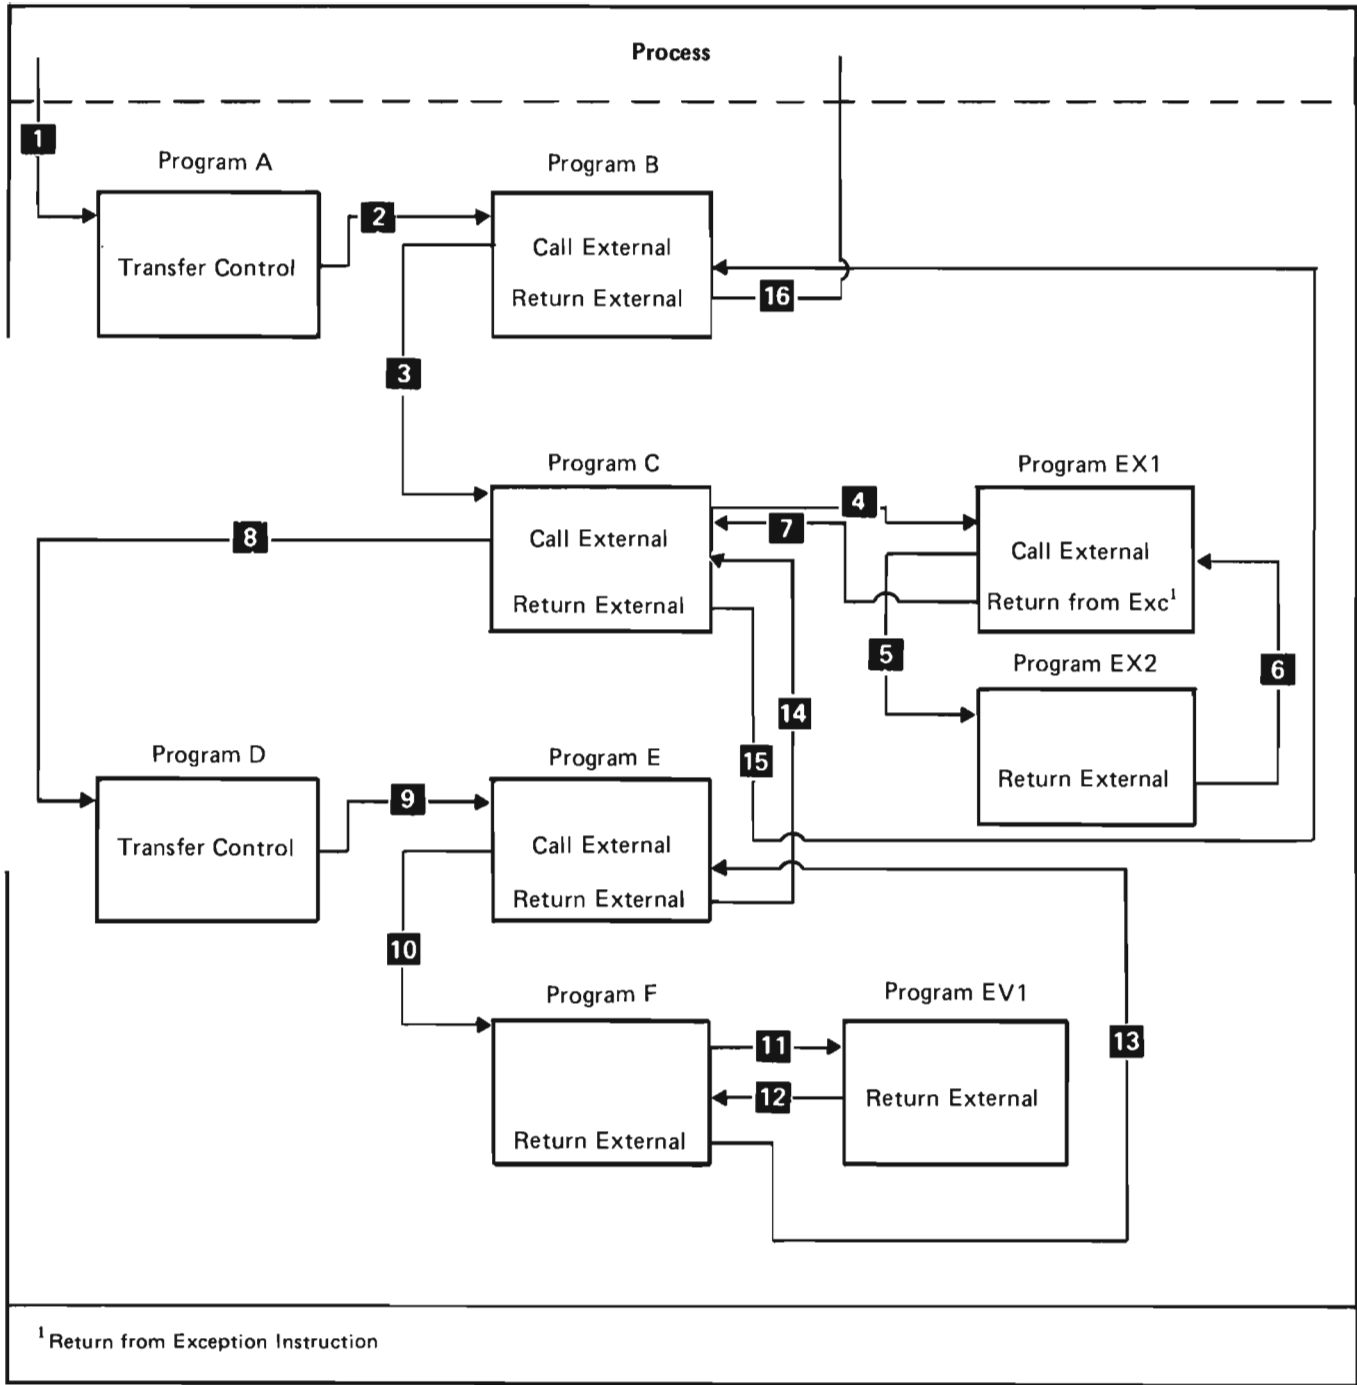 Process
1
Program A
Program B
2
Transfer Control
Call External
Return External
16
3
Program C
Program EX1
4
7
8
Call External
Return External
Call External
Return from Exc¹
5
Program EX2
6
14
15
Return External
Program D
Program E
9
Transfer Control
Call External
Return External
10
Program F
Program EV1
11
13
12
Return External
Return External
¹ Return from Exception Instruction